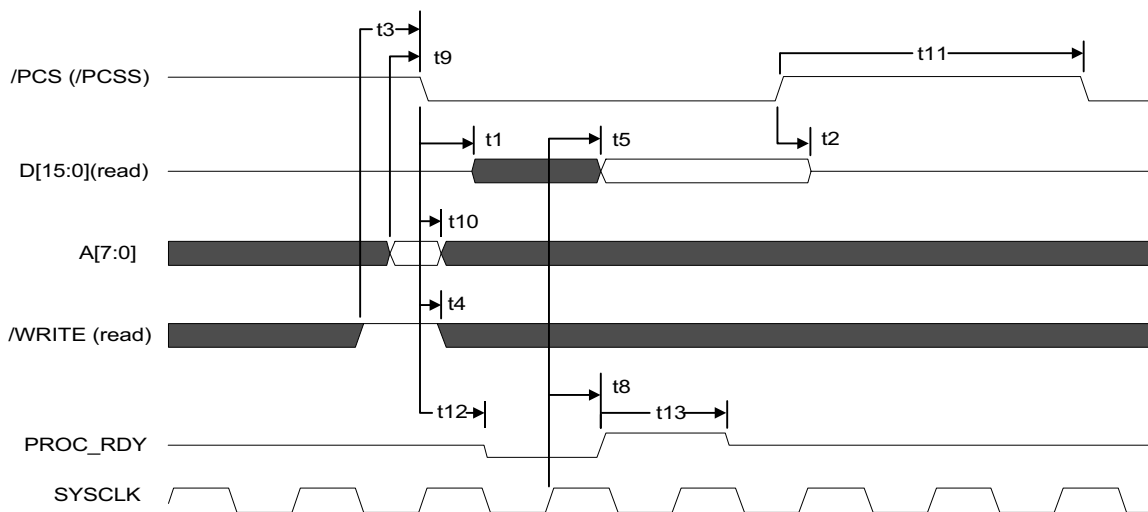 t3
t9
/PCS (/PCSS)
t11
t1
t5
t2
D[15:0](read)
t10
A[7:0]
t4
/WRITE (read)
t8
t12
t13
PROC_RDY
SYSCLK